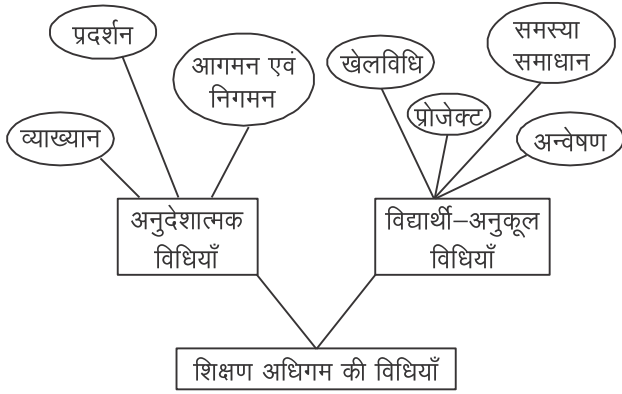 प्रदर्शन
आगमन एवं
निगमन
व्याख्यान
खेलविधि
प्रोजेक्ट
समस्या
समाधान
अन्वेषण
अनुदेशात्मक
विधियाँ
विद्यार्थी–अनुकूल
विधियाँ
शिक्षण अधिगम की विधियाँ